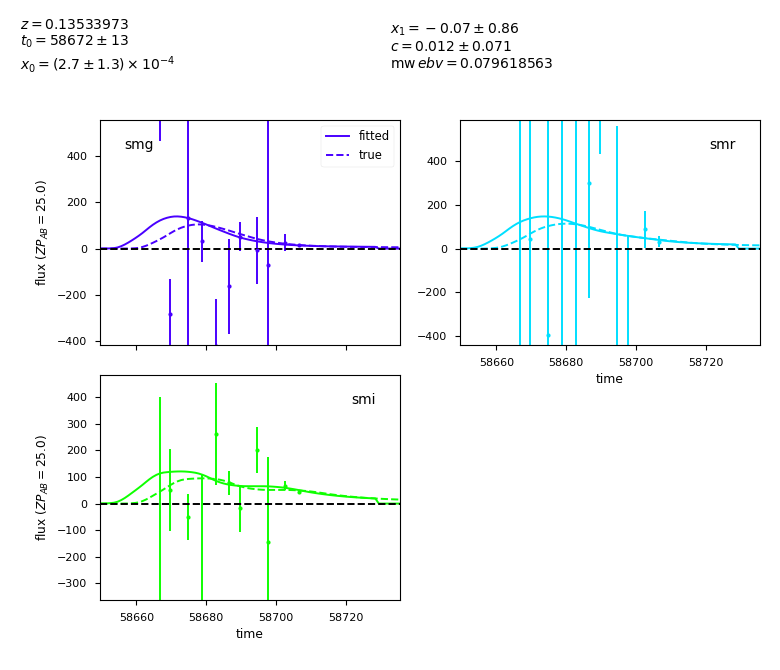 z = 0.13533973
t₀ = 58672 ± 13
x₀ = (2.7 ± 1.3) × 10⁻⁴
x₁ = −0.07 ± 0.86
c = 0.012 ± 0.071
mw ebv = 0.079618563
smg
fitted
true
400
200
0
−200
−400
flux (ZP_AB = 25.0)
smr
400
200
0
−200
−400
58660 58680 58700 58720
time
smi
400
300
200
100
0
−100
−200
−300
flux (ZP_AB = 25.0)
58660 58680 58700 58720
time